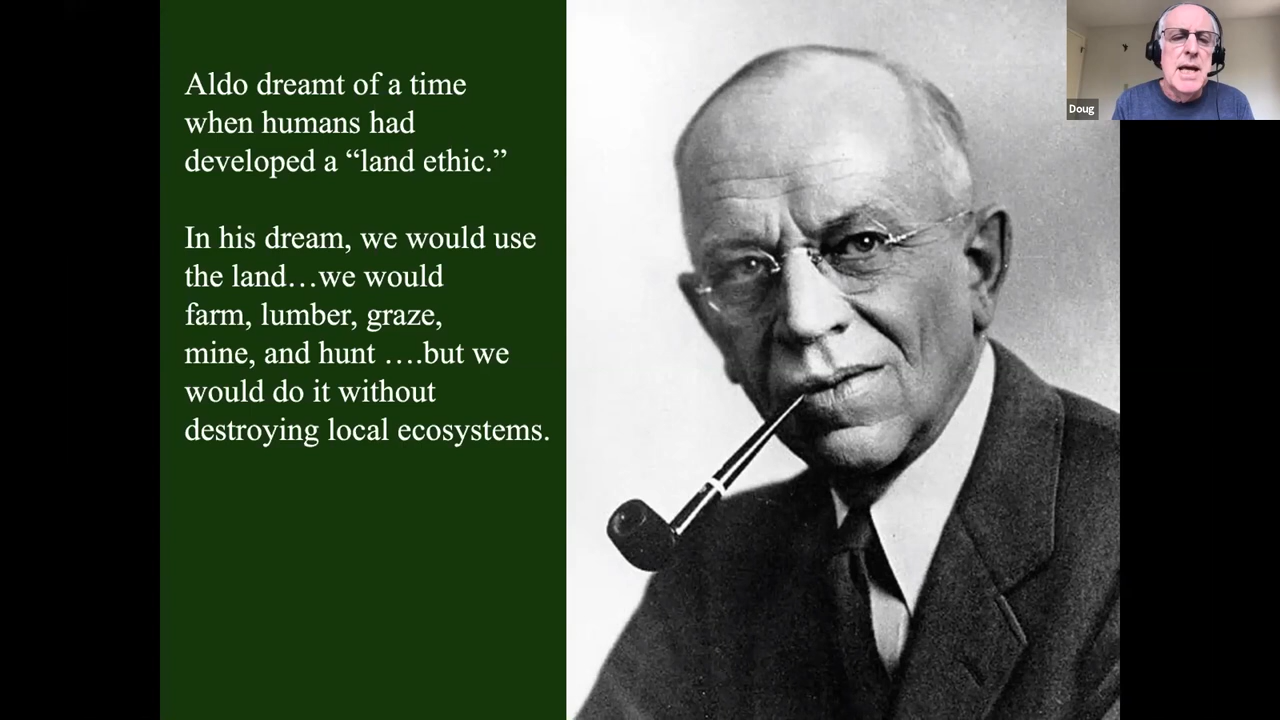 Aldo dreamt of a time
when humans had
developed a “land ethic.”
In his dream, we would use
the land…we would
farm, lumber, graze,
mine, and hunt ….but we
would do it without
destroying local ecosystems.
Doug